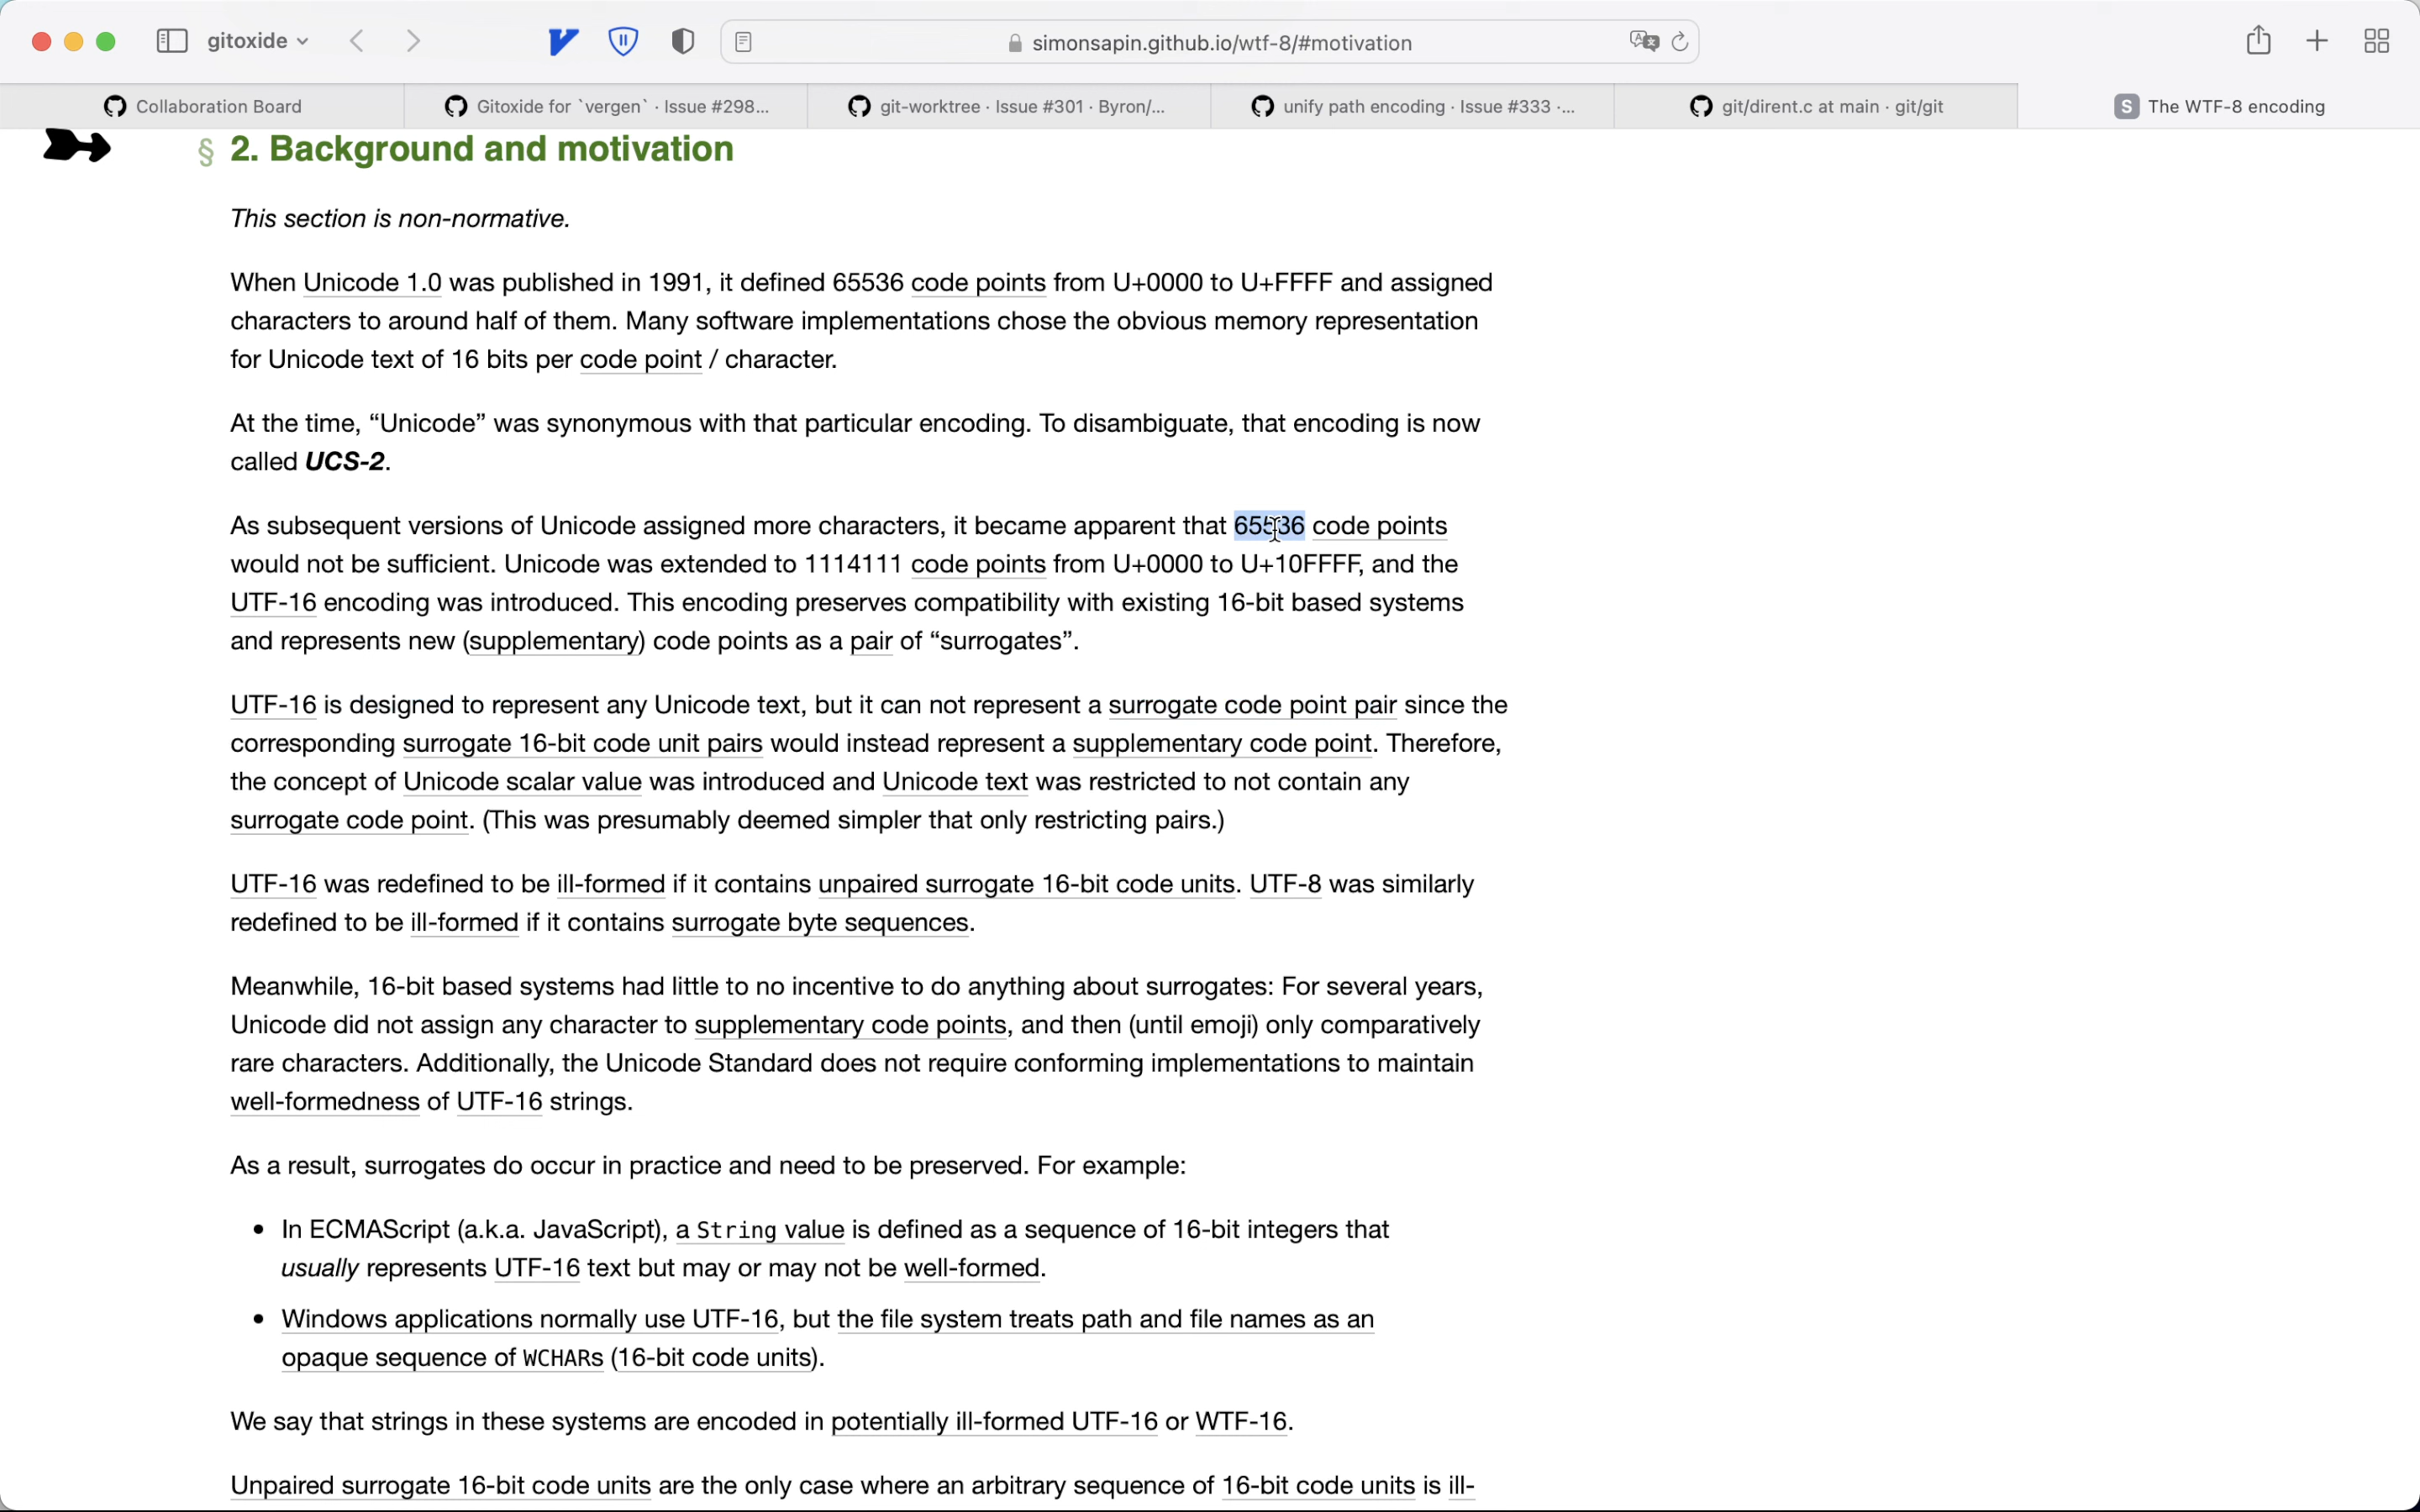 gitoxide
simonsapin.github.io/wtf-8/#motivation
Collaboration Board
Gitoxide for `vergen` · Issue #298...
git-worktree · Issue #301 · Byron/...
unify path encoding · Issue #333 ·...
git/dirent.c at main · git/git
S The WTF-8 encoding
§ 2. Background and motivation
This section is non-normative.
When Unicode 1.0 was published in 1991, it defined 65536 code points from U+0000 to U+FFFF and assigned
characters to around half of them. Many software implementations chose the obvious memory representation
for Unicode text of 16 bits per code point / character.
At the time, “Unicode” was synonymous with that particular encoding. To disambiguate, that encoding is now
called UCS-2.
As subsequent versions of Unicode assigned more characters, it became apparent that 65536 code points
would not be sufficient. Unicode was extended to 1114111 code points from U+0000 to U+10FFFF, and the
UTF-16 encoding was introduced. This encoding preserves compatibility with existing 16-bit based systems
and represents new (supplementary) code points as a pair of “surrogates”.
UTF-16 is designed to represent any Unicode text, but it can not represent a surrogate code point pair since the
corresponding surrogate 16-bit code unit pairs would instead represent a supplementary code point. Therefore,
the concept of Unicode scalar value was introduced and Unicode text was restricted to not contain any
surrogate code point. (This was presumably deemed simpler that only restricting pairs.)
UTF-16 was redefined to be ill-formed if it contains unpaired surrogate 16-bit code units. UTF-8 was similarly
redefined to be ill-formed if it contains surrogate byte sequences.
Meanwhile, 16-bit based systems had little to no incentive to do anything about surrogates: For several years,
Unicode did not assign any character to supplementary code points, and then (until emoji) only comparatively
rare characters. Additionally, the Unicode Standard does not require conforming implementations to maintain
well-formedness of UTF-16 strings.
As a result, surrogates do occur in practice and need to be preserved. For example:
• In ECMAScript (a.k.a. JavaScript), a String value is defined as a sequence of 16-bit integers that
usually represents UTF-16 text but may or may not be well-formed.
• Windows applications normally use UTF-16, but the file system treats path and file names as an
opaque sequence of WCHARs (16-bit code units).
We say that strings in these systems are encoded in potentially ill-formed UTF-16 or WTF-16.
Unpaired surrogate 16-bit code units are the only case where an arbitrary sequence of 16-bit code units is ill-